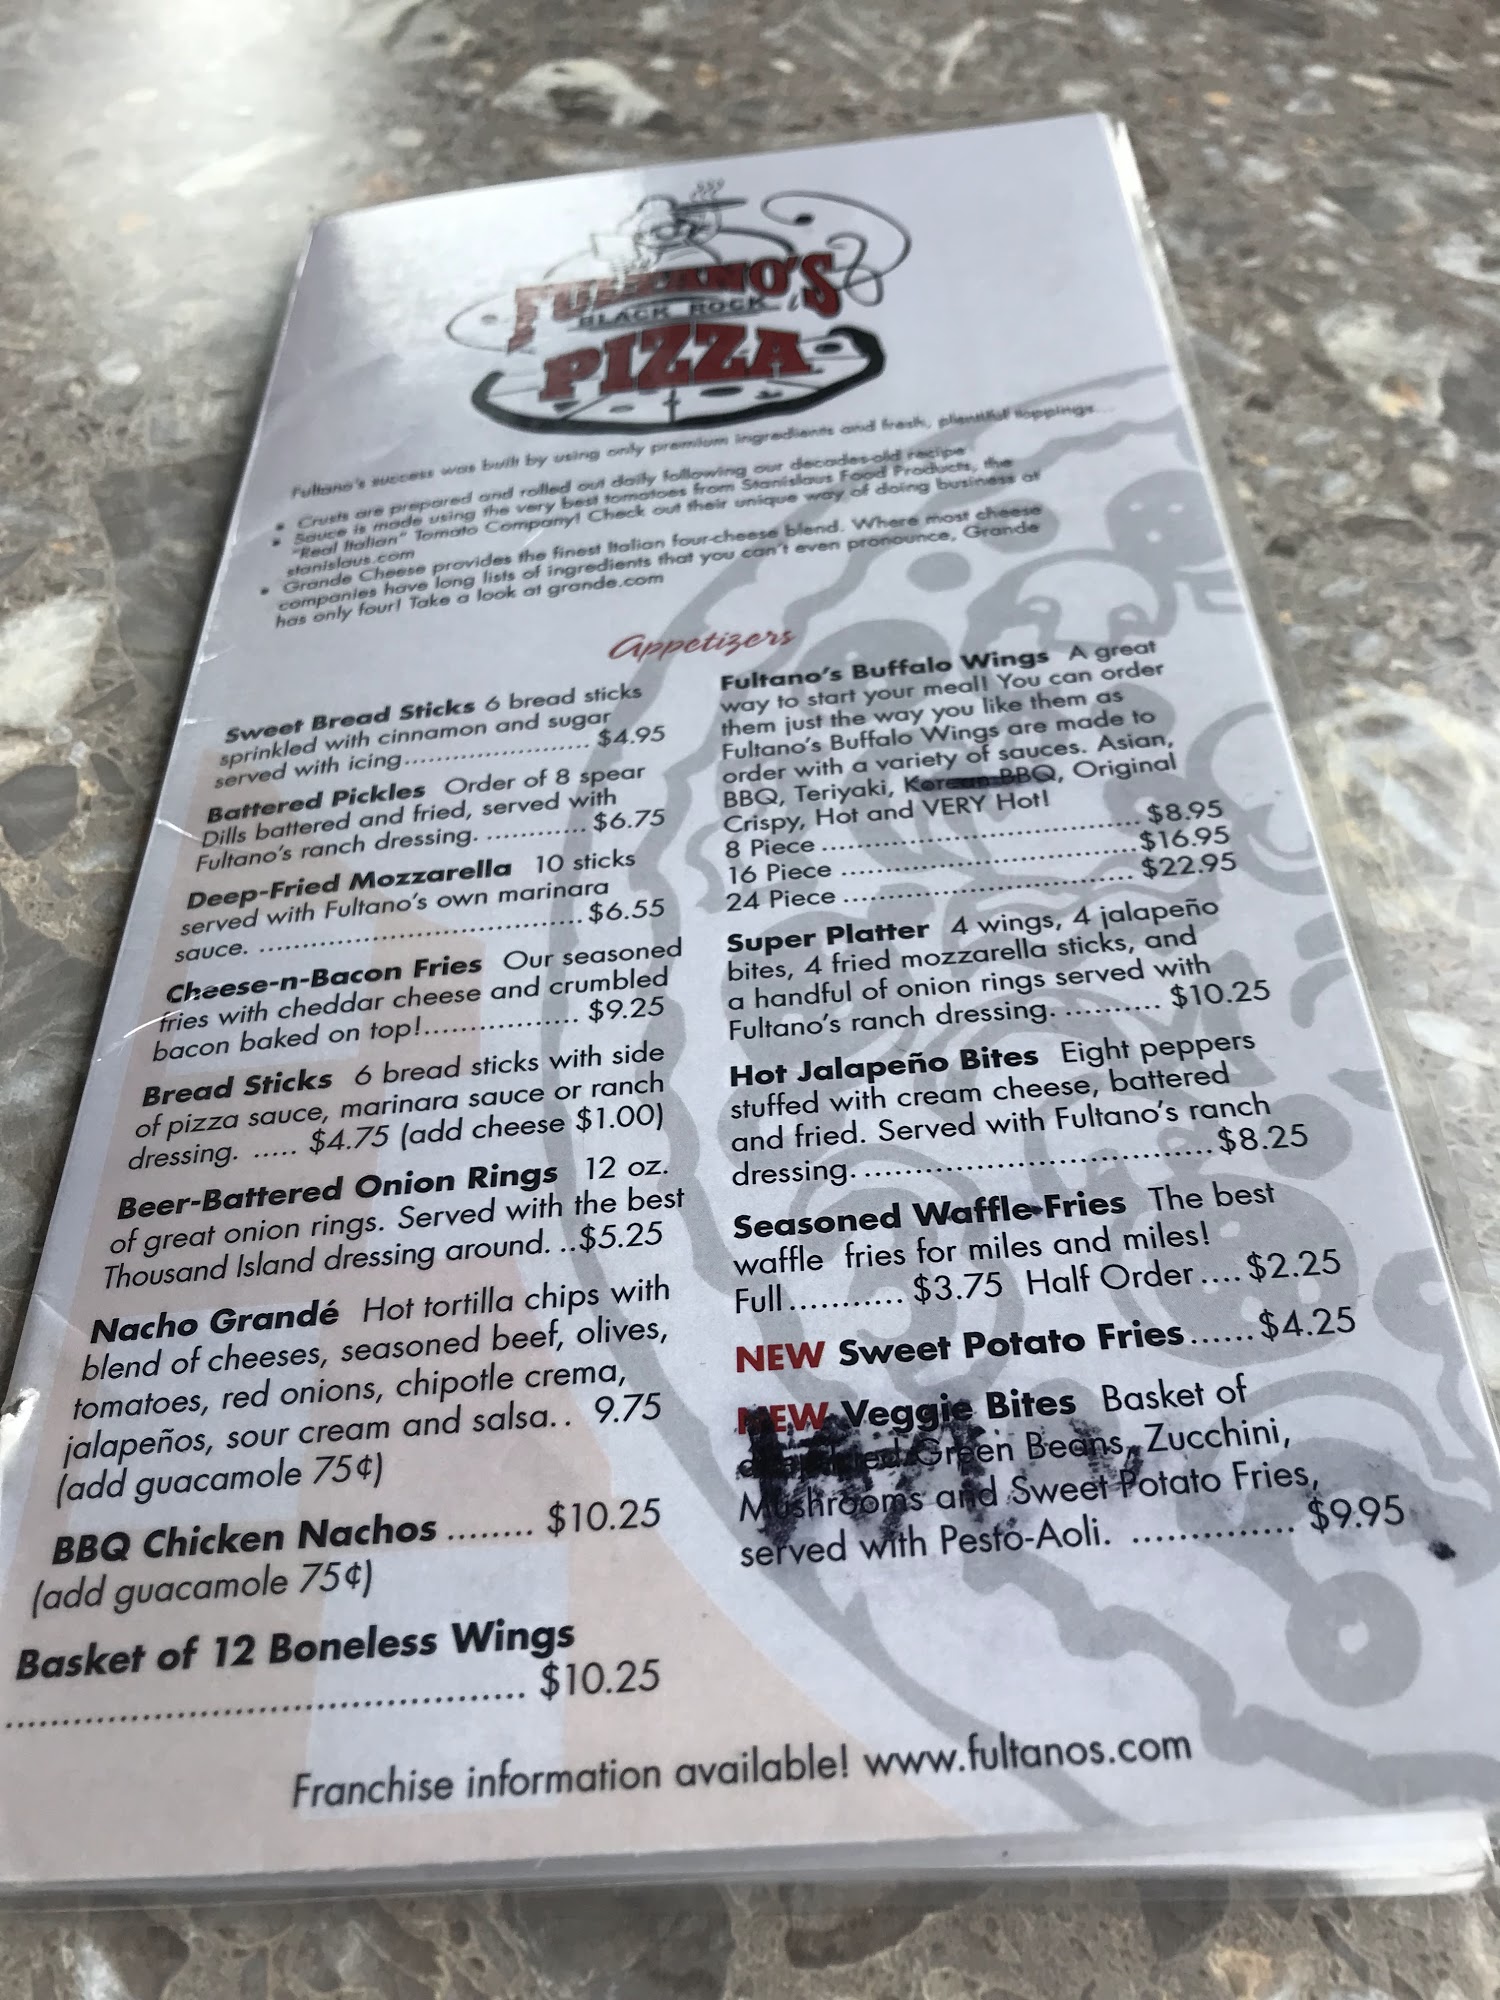 FULTANO'S
BLACK ROCK
PIZZA
Fultano's success was built by using only premium ingredients and fresh, plentiful toppings...
• Crusts are prepared and rolled out daily following our decades-old recipe
• Sauce is made using the very best tomatoes from Stanislaus Food Products, the
"Real Italian" Tomato Company! Check out their unique way of doing business at
stanislaus.com
• Grande Cheese provides the finest Italian four-cheese blend. Where most cheese
companies have long lists of ingredients that you can't even pronounce, Grande
has only four! Take a look at grande.com
Appetizers
Sweet Bread Sticks 6 bread sticks
sprinkled with cinnamon and sugar
served with icing.................... $4.95
Battered Pickles Order of 8 spear
Dills battered and fried, served with
Fultano's ranch dressing. ............ $6.75
Deep-Fried Mozzarella 10 sticks
served with Fultano's own marinara
sauce. ..................................... $6.55
Cheese-n-Bacon Fries Our seasoned
fries with cheddar cheese and crumbled
bacon baked on top!.................. $9.25
Bread Sticks 6 bread sticks with side
of pizza sauce, marinara sauce or ranch
dressing. ..... $4.75 (add cheese $1.00)
Beer-Battered Onion Rings 12 oz.
of great onion rings. Served with the best
Thousand Island dressing around. ..$5.25
Nacho Grandé Hot tortilla chips with
blend of cheeses, seasoned beef, olives,
tomatoes, red onions, chipotle crema,
jalapeños, sour cream and salsa.. 9.75
(add guacamole 75¢)
BBQ Chicken Nachos ........ $10.25
(add guacamole 75¢)
Basket of 12 Boneless Wings
............................................. $10.25
Fultano's Buffalo Wings A great
way to start your meal! You can order
them just the way you like them as
Fultano's Buffalo Wings are made to
order with a variety of sauces. Asian,
BBQ, Teriyaki, Korean BBQ, Original
Crispy, Hot and VERY Hot!
8 Piece .................................... $8.95
16 Piece ................................. $16.95
24 Piece ................................. $22.95
Super Platter 4 wings, 4 jalapeño
bites, 4 fried mozzarella sticks, and
a handful of onion rings served with
Fultano's ranch dressing. .......... $10.25
Hot Jalapeño Bites Eight peppers
stuffed with cream cheese, battered
and fried. Served with Fultano's ranch
dressing. ................................... $8.25
Seasoned Waffle Fries The best
waffle fries for miles and miles!
Full........... $3.75 Half Order.... $2.25
NEW Sweet Potato Fries...... $4.25
NEW Veggie Bites Basket of
Green Beans, Zucchini,
Mushrooms and Sweet Potato Fries,
served with Pesto-Aoli. .............. $9.95
Franchise information available! www.fultanos.com